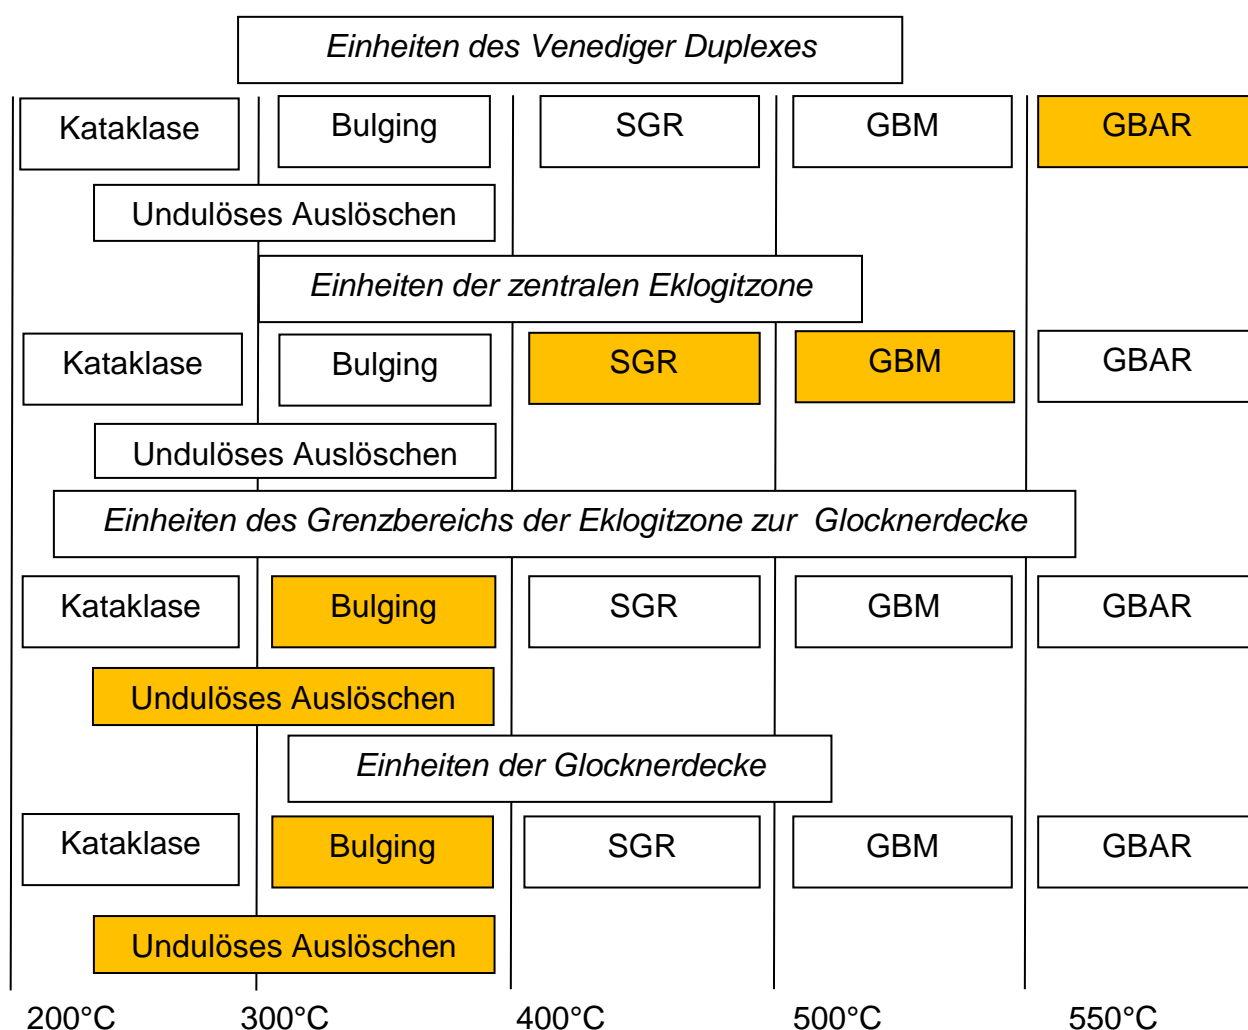 Einheiten des Venediger Duplexes
Kataklase Bulging SGR GBM GBAR
Undulöses Auslöschen
Einheiten der zentralen Eklogitzone
Kataklase Bulging SGR GBM GBAR
Undulöses Auslöschen
Einheiten des Grenzbereichs der Eklogitzone zur Glocknerdecke
Kataklase Bulging SGR GBM GBAR
Undulöses Auslöschen
Einheiten der Glocknerdecke
Kataklase Bulging SGR GBM GBAR
Undulöses Auslöschen
200°C 300°C 400°C 500°C 550°C